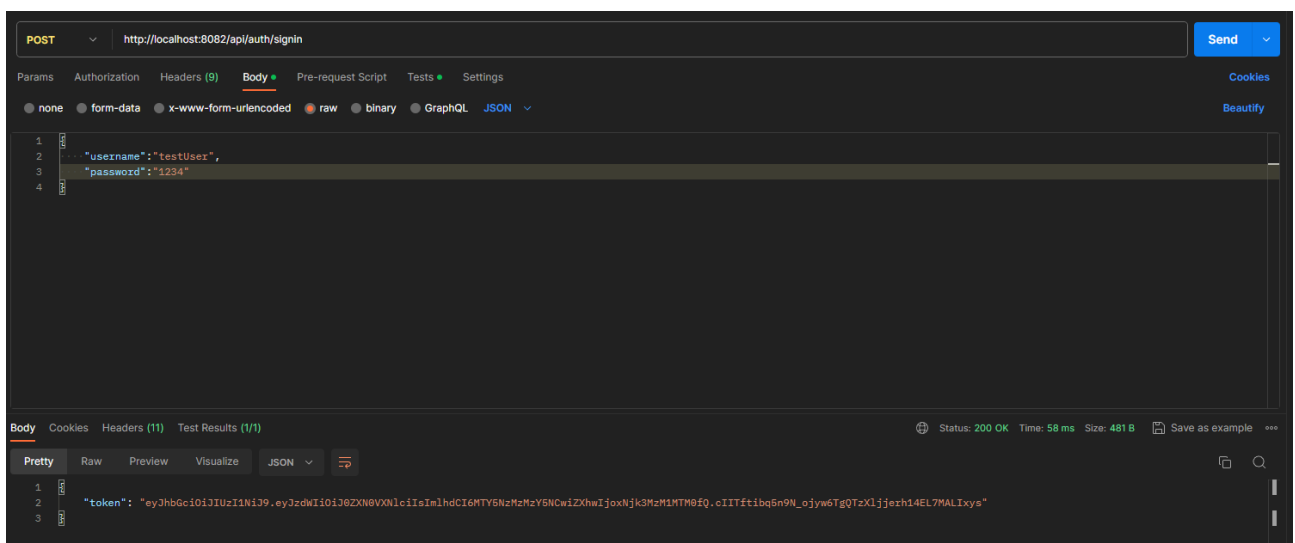 POST http://localhost:8082/api/auth/signin Send
Params Authorization Headers (9) Body Pre-request Script Tests Settings Cookies
none form-data x-www-form-urlencoded raw binary GraphQL JSON Beautify
1 {
2 "username":"testUser",
3 "password":"1234"
4 }
Body Cookies Headers (11) Test Results (1/1) Status: 200 OK Time: 58 ms Size: 481 B Save as example
Pretty Raw Preview Visualize JSON
1 {
2 "token": "eyJhbGciOiJIUzI1NiJ9.eyJzdWIiOiJ0ZXN0VXNlciIsImlhdCI6MTY5NzMzMzY5NCwiZXhwIjoxNjk3MzM1MTM0fQ.cIITftibq5n9N_ojyw6TgQTzXljjerh14EL7MALIxys"
3 }